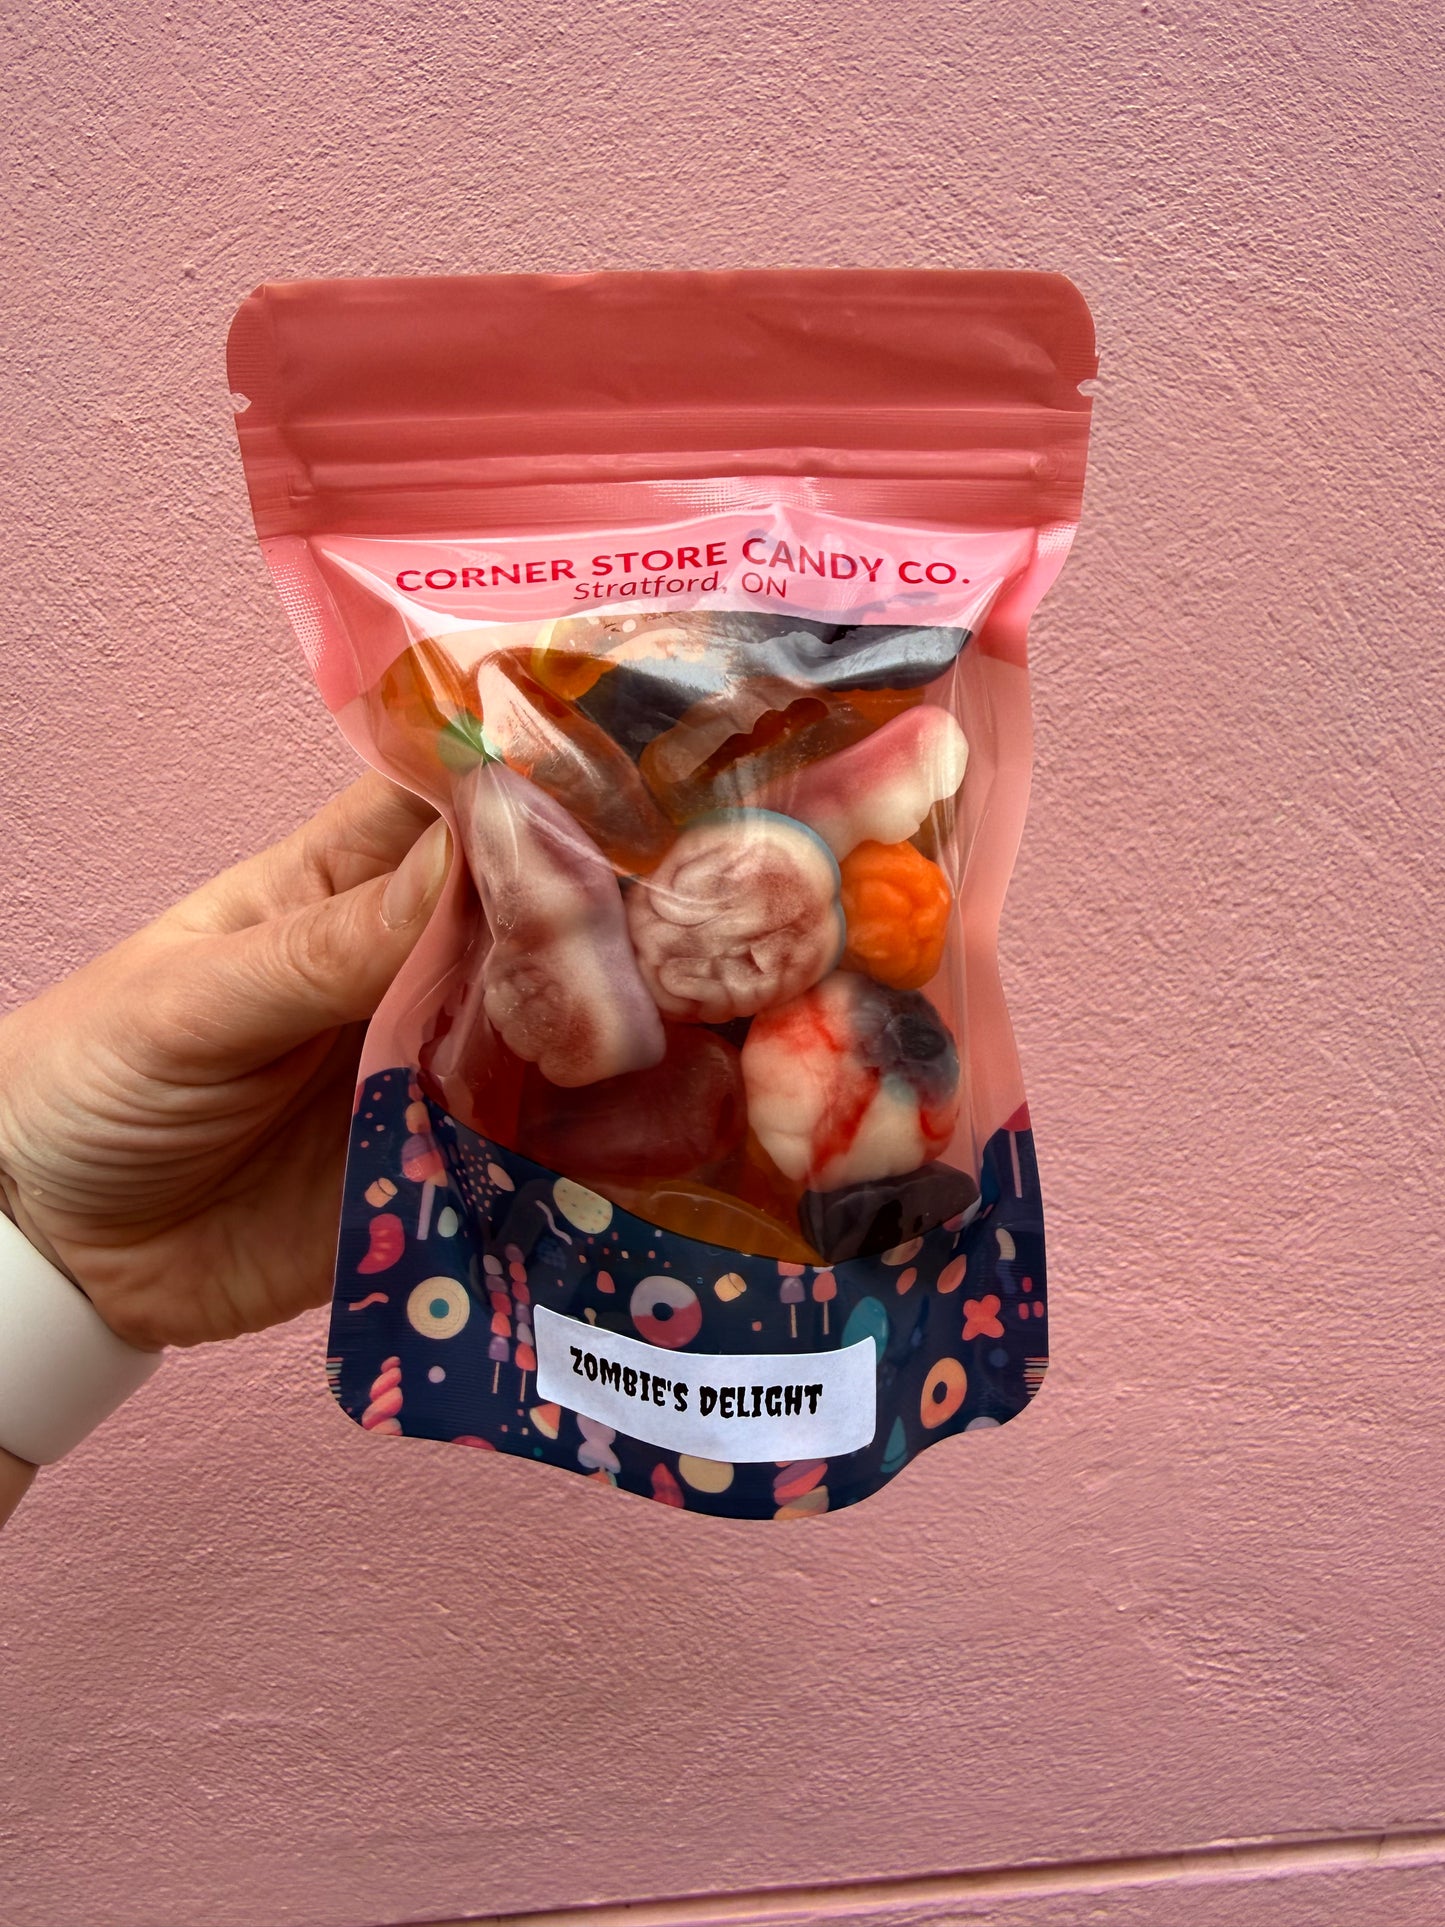 CORNER STORE CANDY CO.
Stratford, ON
ZOMBIE'S DELIGHT